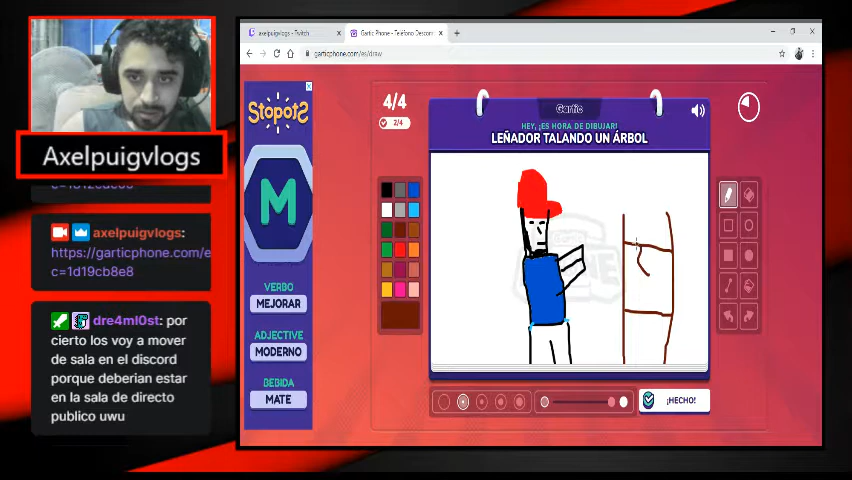 axelpuigvlogs - Twitch
Gartic Phone - Teléfono Descom
garticphone.com/es/draw
Axelpuigvlogs
axelpuigvlogs:
https://garticphone.com/e
c=1d19cb8e8
dre4ml0st: por
cierto los voy a mover
de sala en el discord
porque deberian estar
en la sala de directo
publico uwu
StopotS
M
VERBO
MEJORAR
ADJECTIVE
MODERNO
BEBIDA
MATE
4/4
2/4
Gartic
HEY, ¡ES HORA DE DIBUJAR!
LEÑADOR TALANDO UN ÁRBOL
¡HECHO!